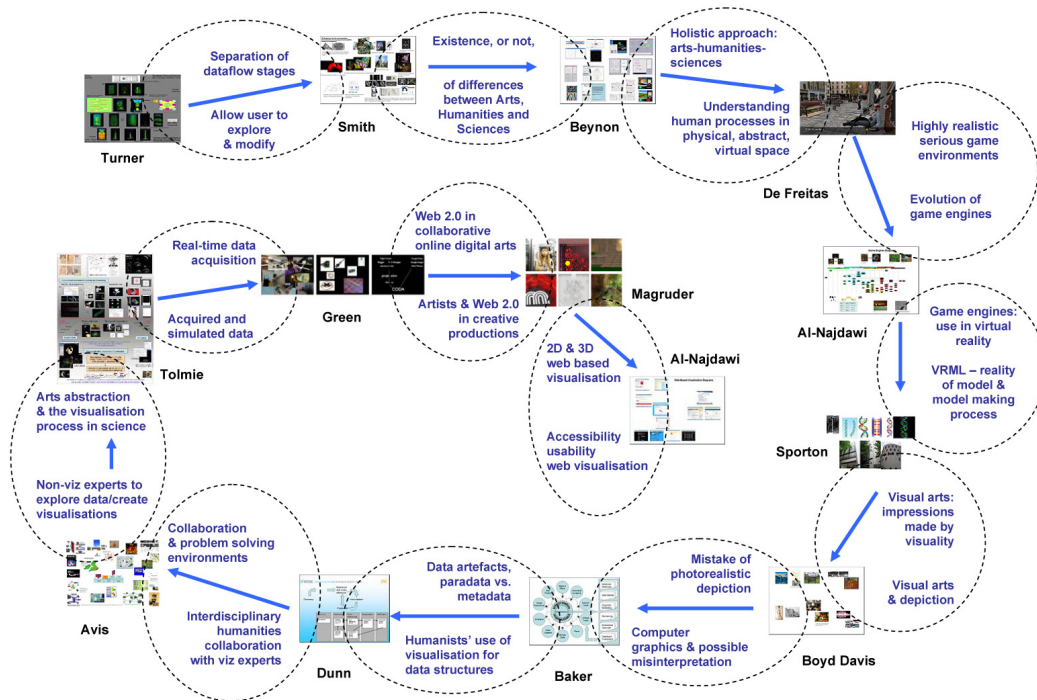 Separation of
dataflow stages
Allow user to
explore
& modify
Turner
Smith
Existence, or not,
of differences
between Arts,
Humanities and
Sciences
Beynon
Holistic approach:
arts-humanities-
sciences
Understanding
human processes in
physical, abstract,
virtual space
De Freitas
Highly realistic
serious game
environments
Evolution of
game engines
Al-Najdawi
Game engines:
use in virtual
reality
VRML – reality
of model &
model making
process
Sporton
Visual arts:
impressions
made by
visuality
Visual arts
& depiction
Boyd Davis
Mistake of
photorealistic
depiction
Computer
graphics & possible
misinterpretation
Baker
Data artefacts,
paradata vs.
metadata
Humanists' use of
visualisation for
data structures
Dunn
Collaboration
& problem solving
environments
Interdisciplinary
humanities
collaboration
with viz experts
Avis
Non-viz experts to
explore data/create
visualisations
Arts abstraction
& the visualisation
process in science
Tolmie
Real-time data
acquisition
Acquired and
simulated data
Green
CODA
Web 2.0 in
collaborative
online digital arts
Artists & Web 2.0
in creative
productions
Magruder
2D & 3D
web based
visualisation
Accessibility
usability
web visualisation
Al-Najdawi